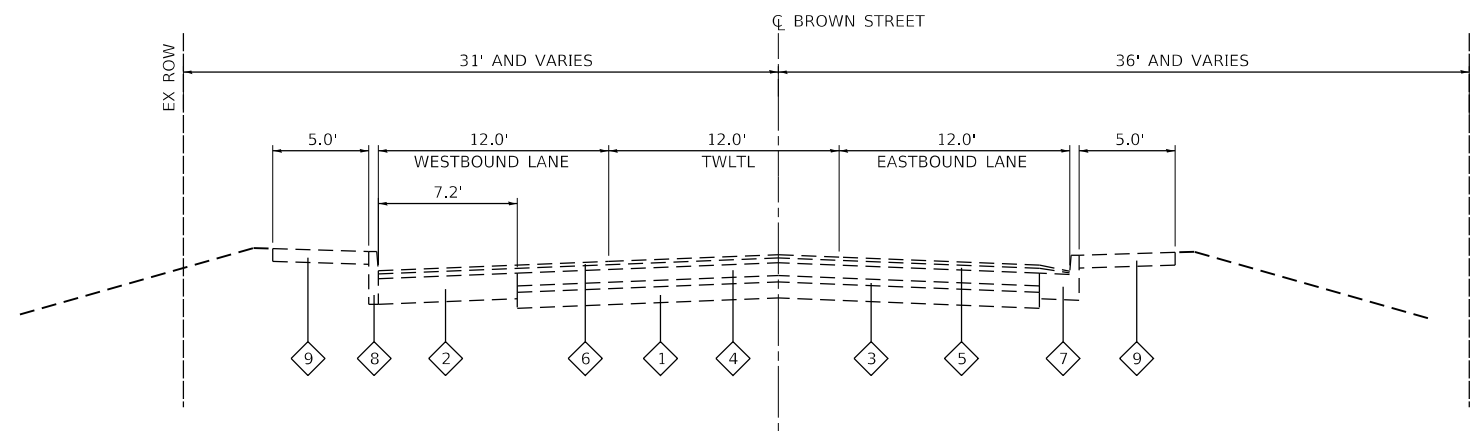 ℄ BROWN STREET
EX ROW
31' AND VARIES
36' AND VARIES
5.0'
12.0'
12.0'
12.0'
5.0'
WESTBOUND LANE
TWLTL
EASTBOUND LANE
7.2'
9
8
2
6
1
4
3
5
7
9